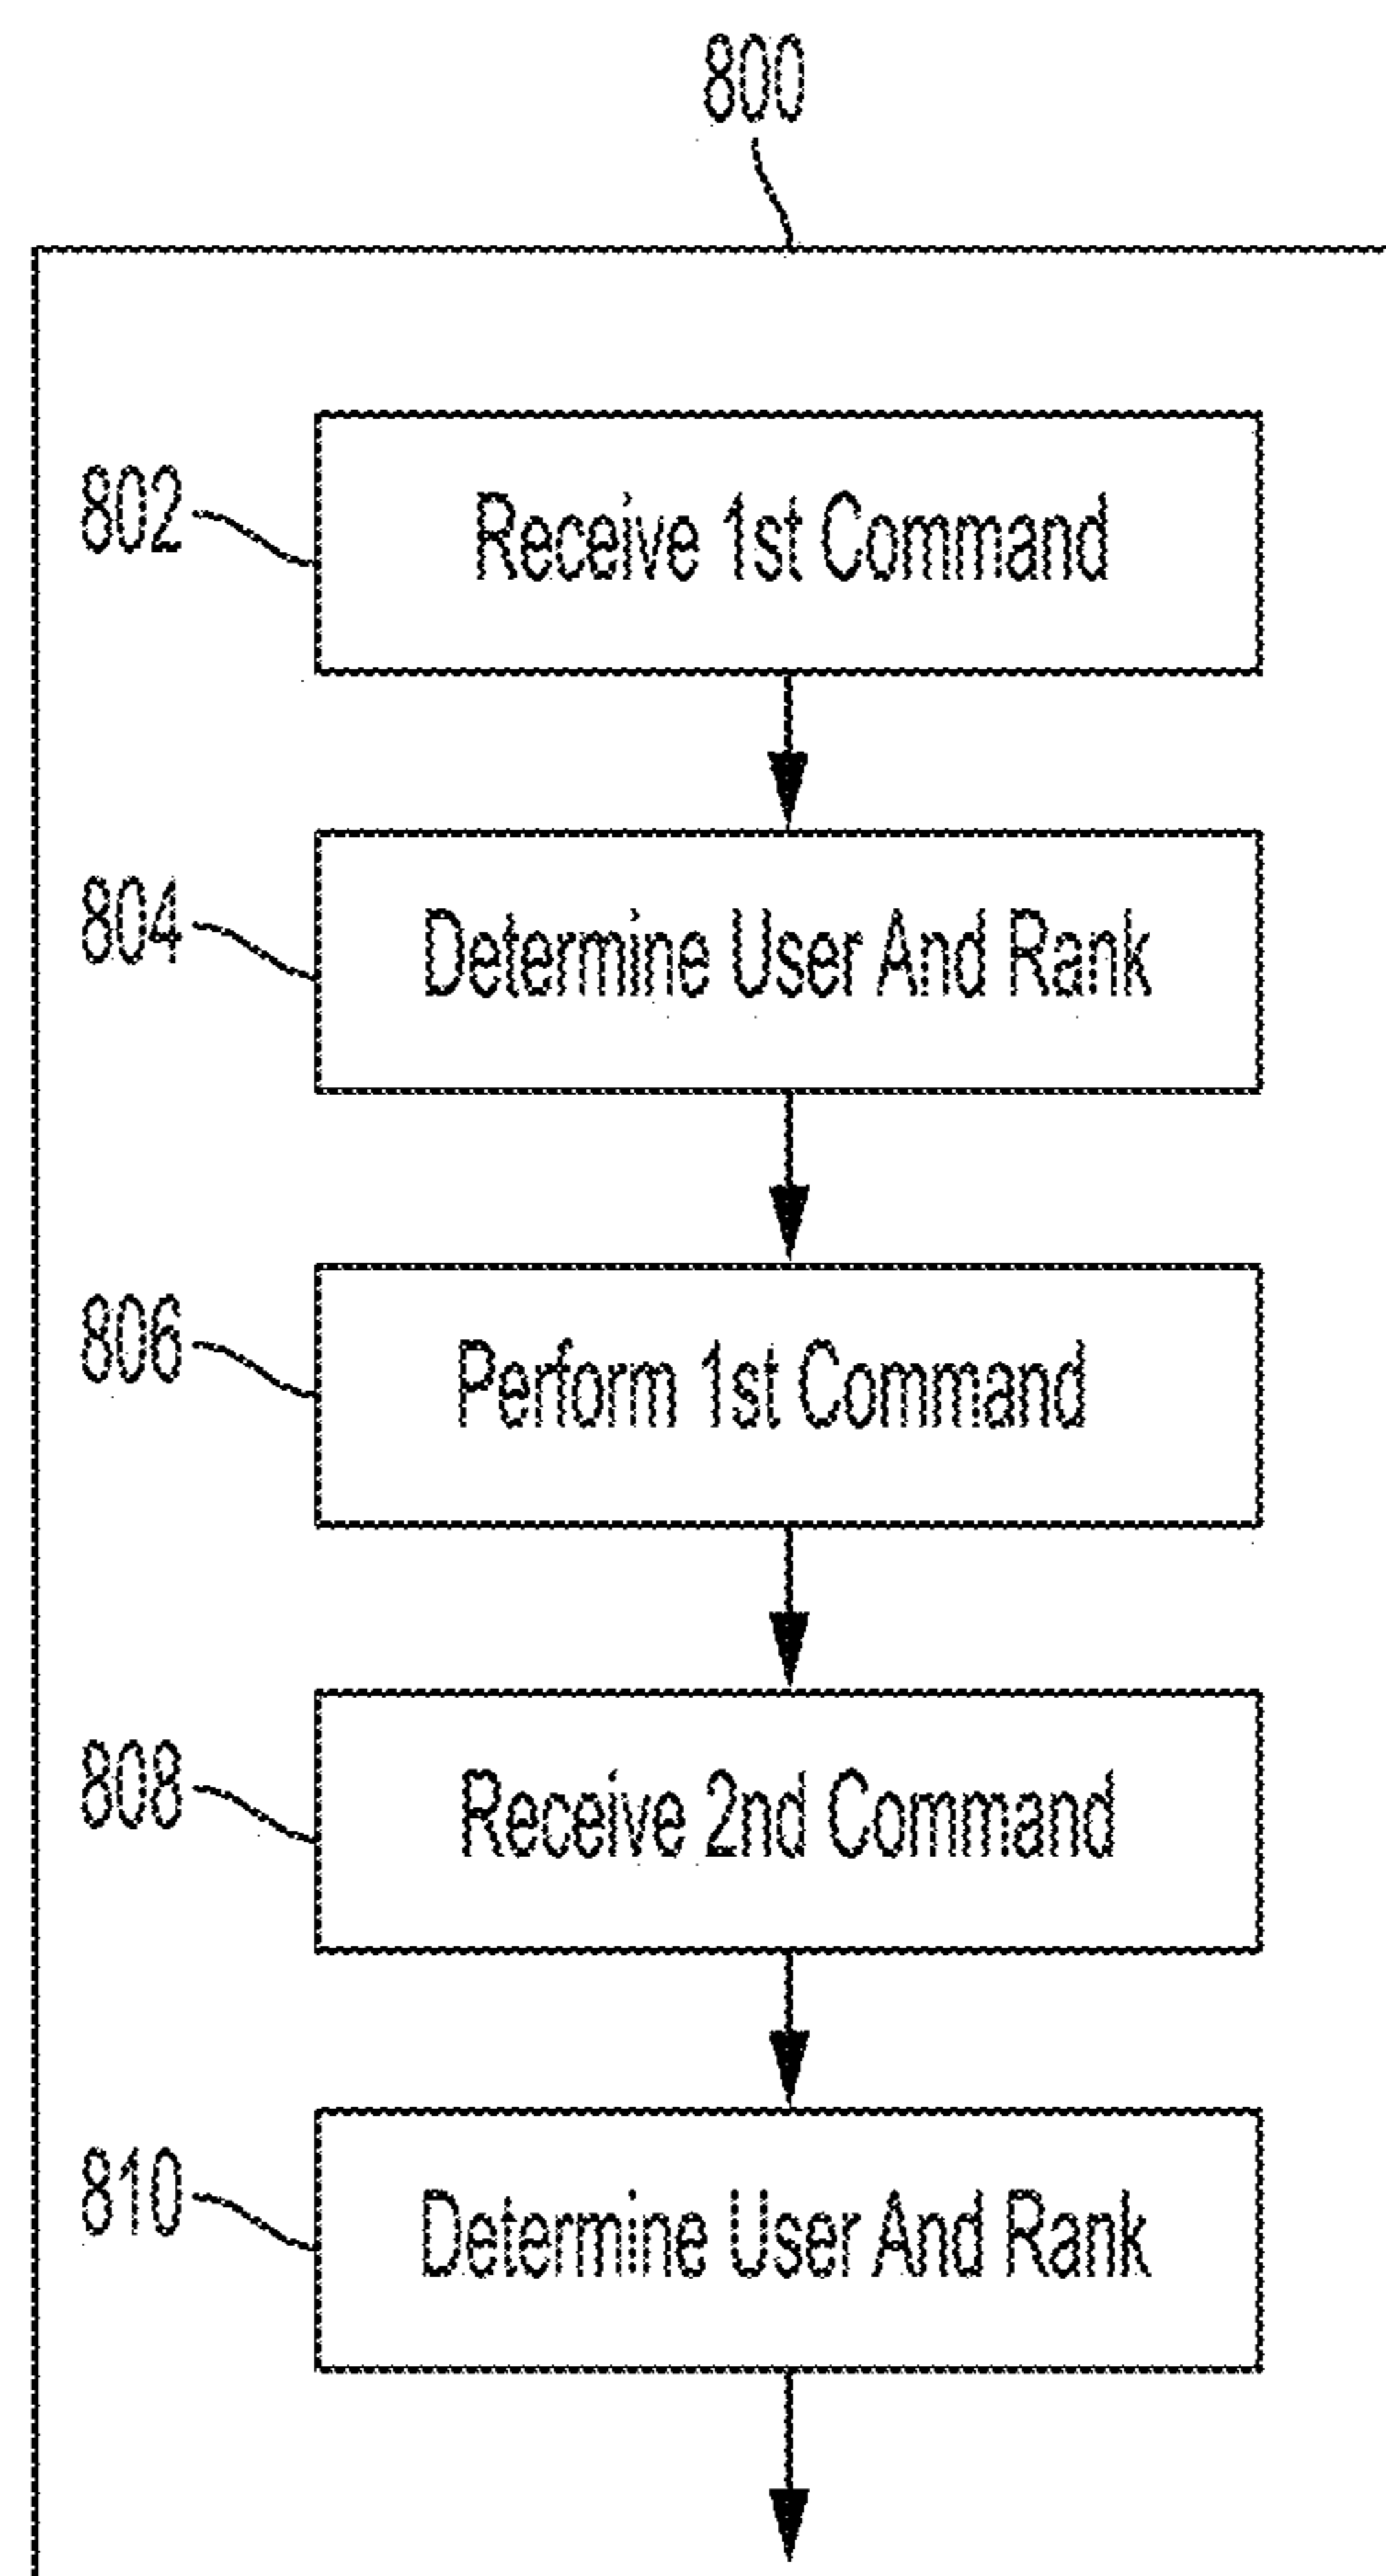 800
802
Receive 1st Command
804
Determine User And Rank
806
Perform 1st Command
808
Receive 2nd Command
810
Determine User And Rank